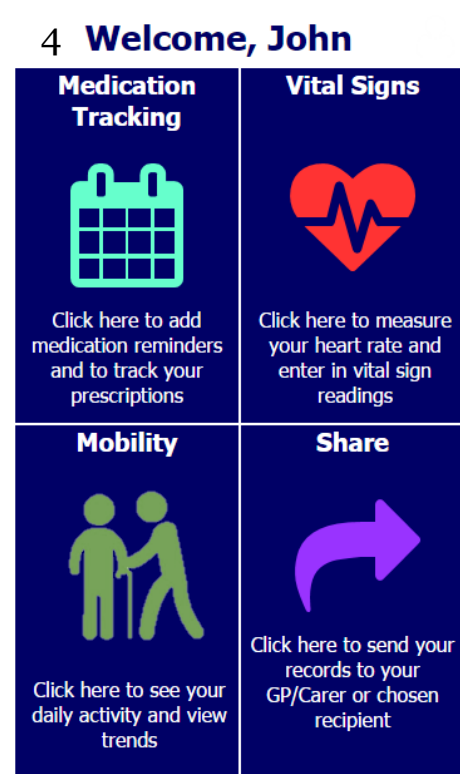 4 Welcome, John
Medication
Tracking
Click here to add
medication reminders
and to track your
prescriptions
Vital Signs
Click here to measure
your heart rate and
enter in vital sign
readings
Mobility
Click here to see your
daily activity and view
trends
Share
Click here to send your
records to your
GP/Carer or chosen
recipient